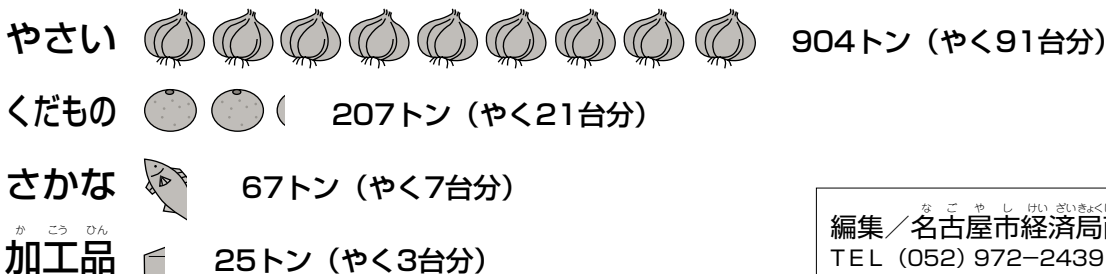 やさい 904トン（やく91台分）
くだもの 207トン（やく21台分）
さかな 67トン（やく7台分）
か こう ひん
加工品 25トン（やく3台分）
な ご や し けい ざいきょく
編集／名古屋市経済局
TEL（052）972−2439